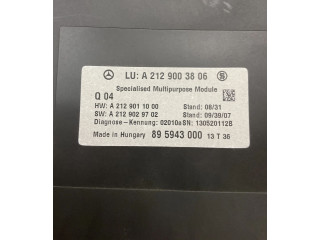 LU: A 212 900 38 06
Specialised Multipurpose Module
Q 04
HW: A 212 901 10 00 Stand: 08/31
SW: A 212 902 97 02 Stand: 09/39/07
Diagnose - Kennung: 02010a SN: 130520112B
Made in Hungary 89 5943 000 13 T 36